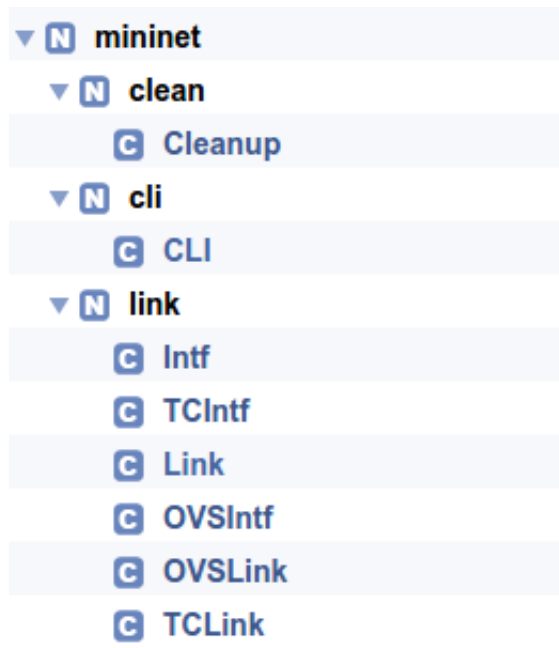 N mininet
N clean
C Cleanup
N cli
C CLI
N link
C Intf
C TCIntf
C Link
C OVSIntf
C OVSLink
C TCLink